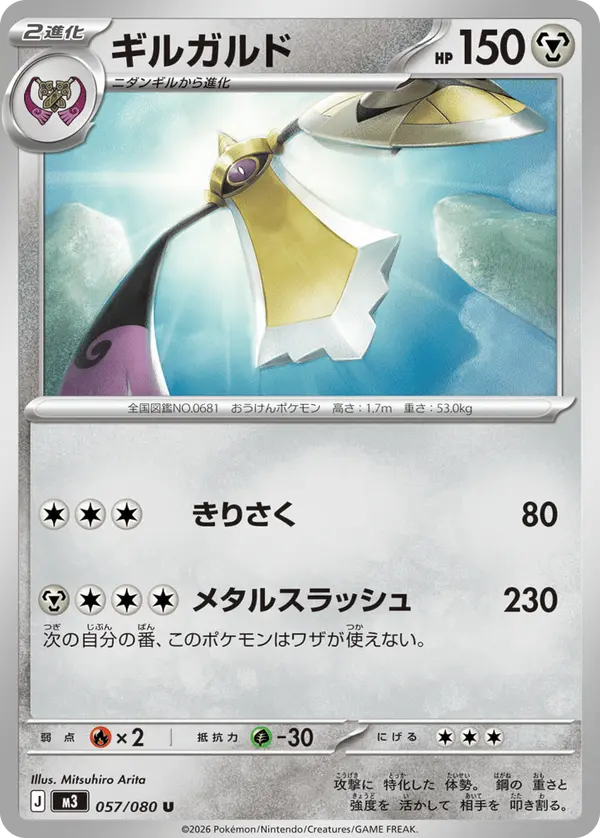 2進化
ギルガルド
HP 150
ニダンギルから進化
全国図鑑NO.0681 おうけんポケモン 高さ:1.7m 重さ:53.0kg
きりさく 80
メタルスラッシュ 230
次の自分の番、このポケモンはワザが使えない。
弱点 ×2 抵抗力 -30 にげる
Illus. Mitsuhiro Arita
攻撃に 特化した 体勢。 鋼の 重さと
強度を 活かして 相手を 叩き割る。
J M3 057/080 U
©2026 Pokémon/Nintendo/Creatures/GAME FREAK.